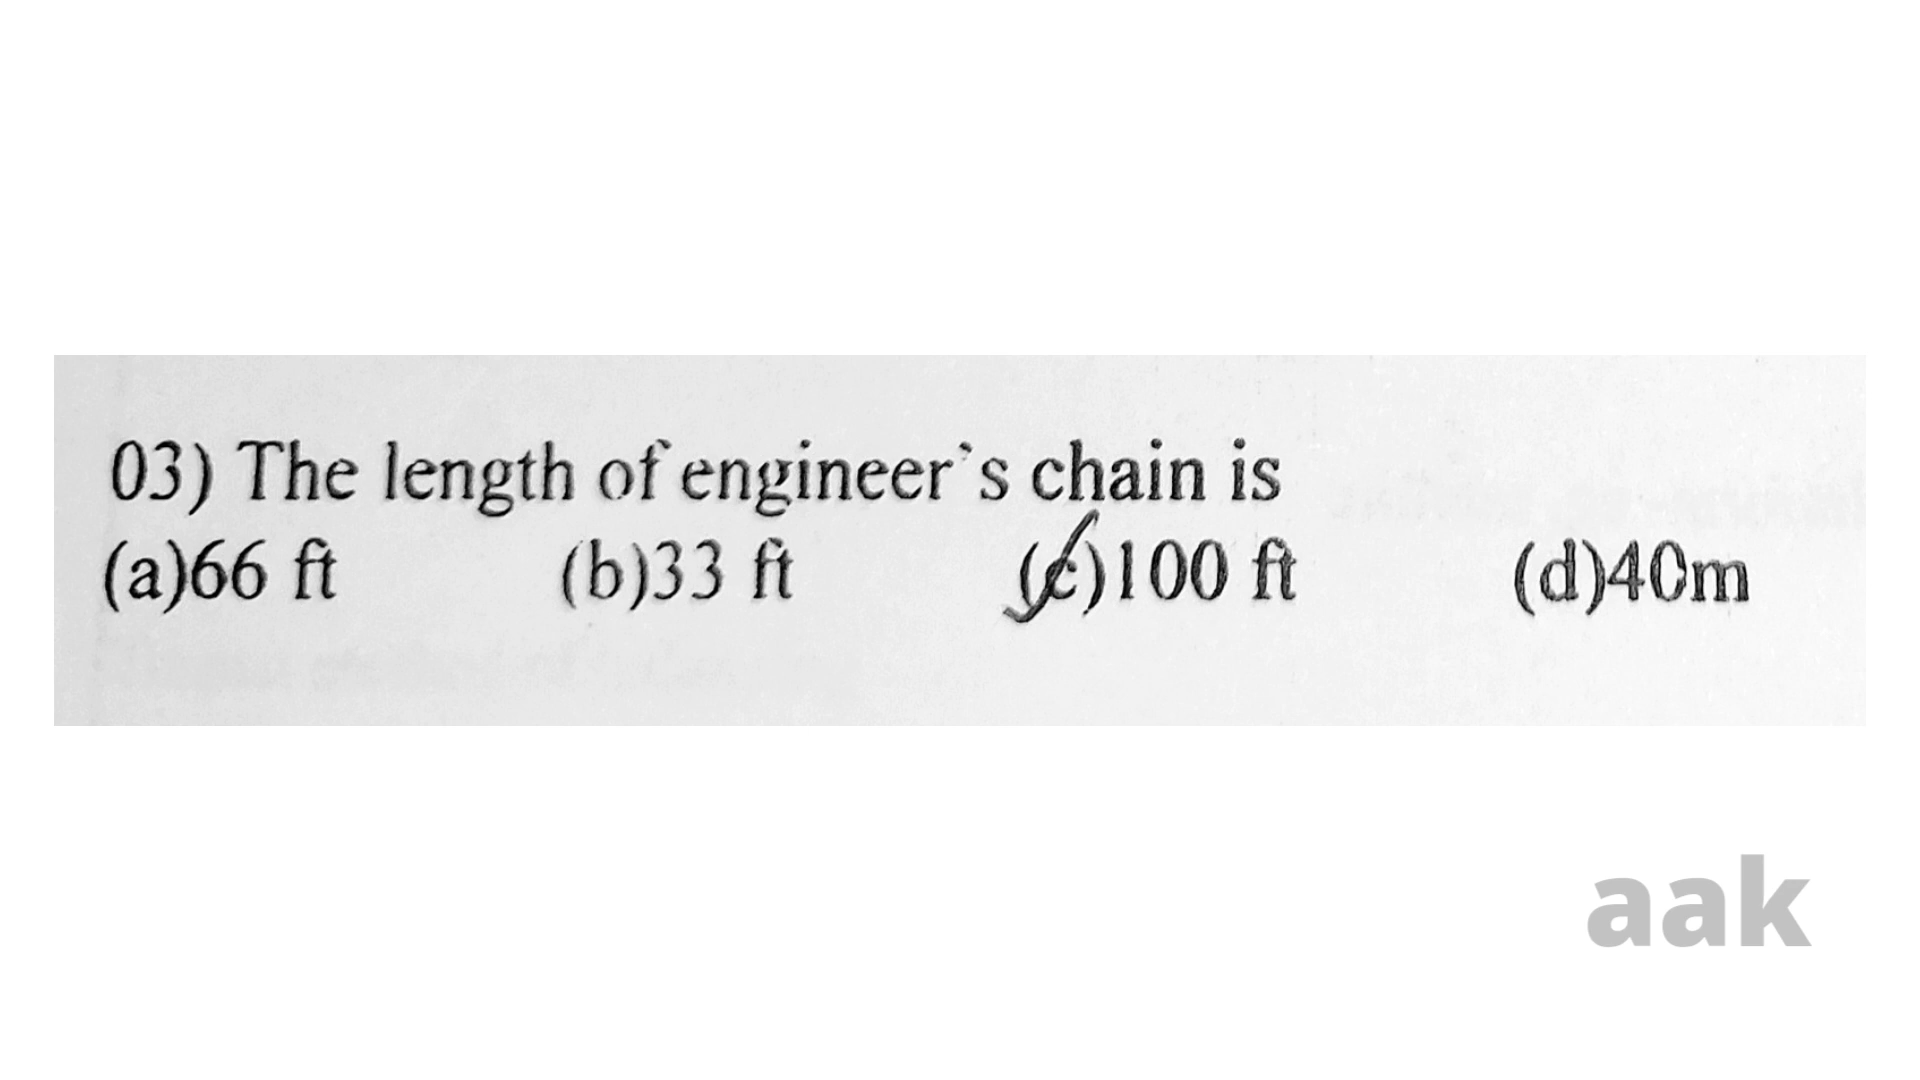 03) The length of engineer's chain is
(a)66 ft (b)33 ft (c)100 ft (d)40m
aak